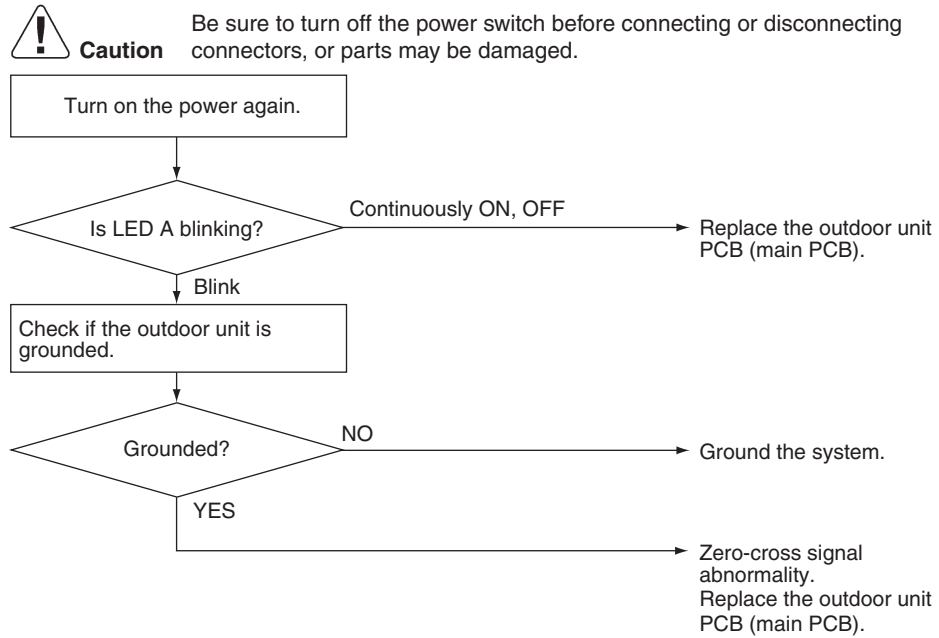 Be sure to turn off the power switch before connecting or disconnecting
Caution connectors, or parts may be damaged.
Turn on the power again.
Is LED A blinking?
Continuously ON, OFF
Replace the outdoor unit
PCB (main PCB).
Blink
Check if the outdoor unit is
grounded.
Grounded?
NO
Ground the system.
YES
Zero-cross signal
abnormality.
Replace the outdoor unit
PCB (main PCB).